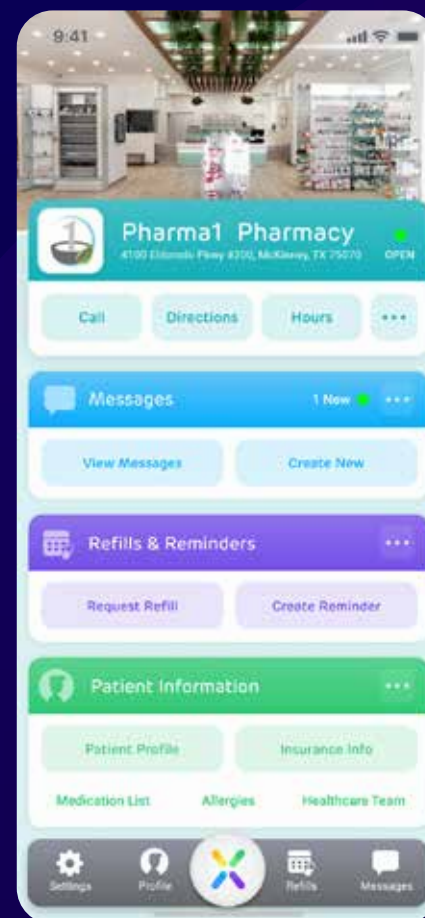 9:41
Pharma1 Pharmacy
4100 Eldorado Pkwy #200, McKinney, TX 75070
OPEN
Call Directions Hours
Messages 1 New
View Messages Create New
Refills & Reminders
Request Refill Create Reminder
Patient Information
Patient Profile Insurance Info
Medication List Allergies Healthcare Team
Settings Profile Refills Messages